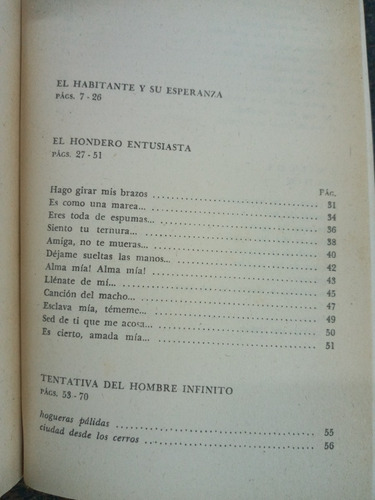 EL HABITANTE Y SU ESPERANZA
PÁGS. 7 - 26
EL HONDERO ENTUSIASTA
PÁGS. 27 - 51
Pág.
Hago girar mis brazos 31
Es como una marea... 34
Eres toda de espumas... 36
Siento tu ternura... 38
Amiga, no te mueras... 40
Déjame sueltas las manos... 42
Alma mía! Alma mía! 43
Llénate de mí... 45
Canción del macho... 47
Esclava mía, témeme... 49
Sed de ti que me acosa... 50
Es cierto, amada mía... 51
TENTATIVA DEL HOMBRE INFINITO
PÁGS. 53 - 70
hogueras pálidas 55
ciudad desde los cerros 56